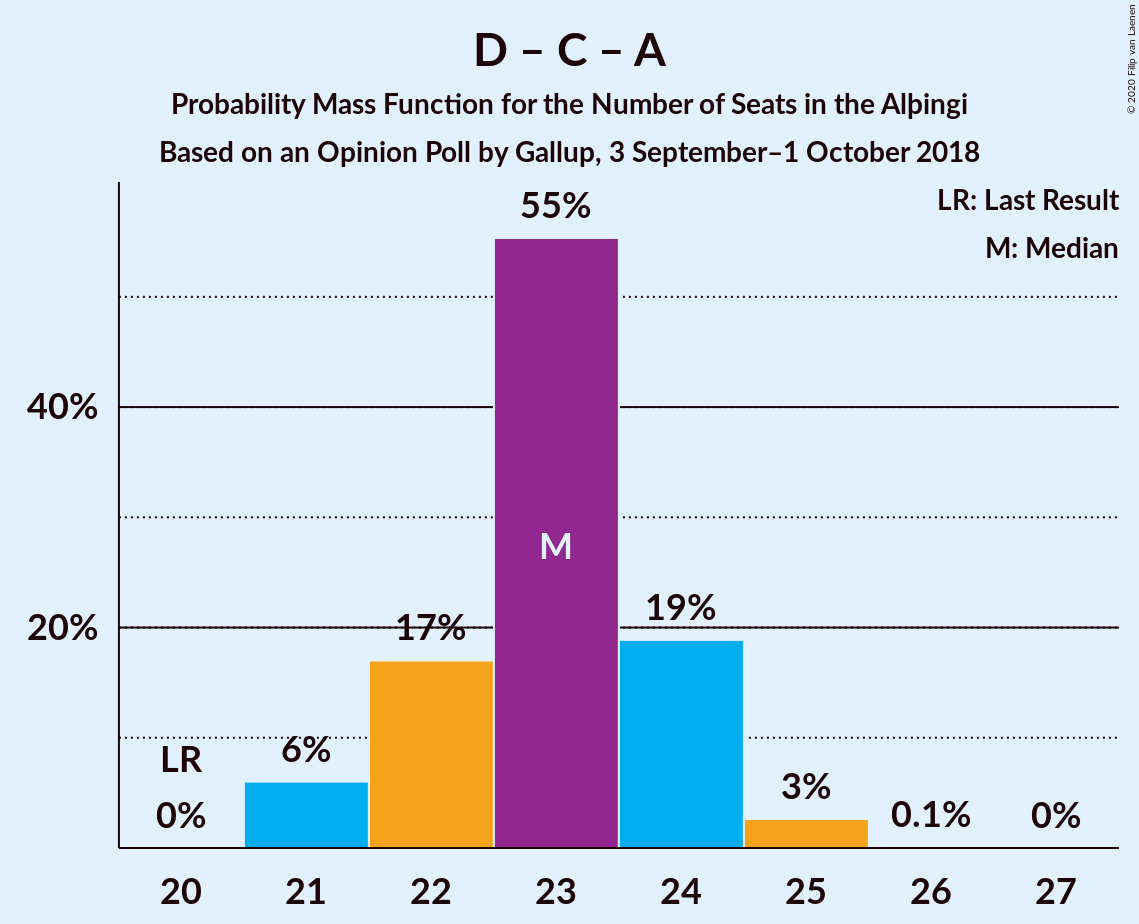 D – C – A
Probability Mass Function for the Number of Seats in the Alþingi
Based on an Opinion Poll by Gallup, 3 September–1 October 2018
© 2020 Filip van Laenen
LR: Last Result
M: Median
55%
40%
M
20%
19%
17%
LR
6%
0%
3%
0.1%
0%
20 21 22 23 24 25 26 27